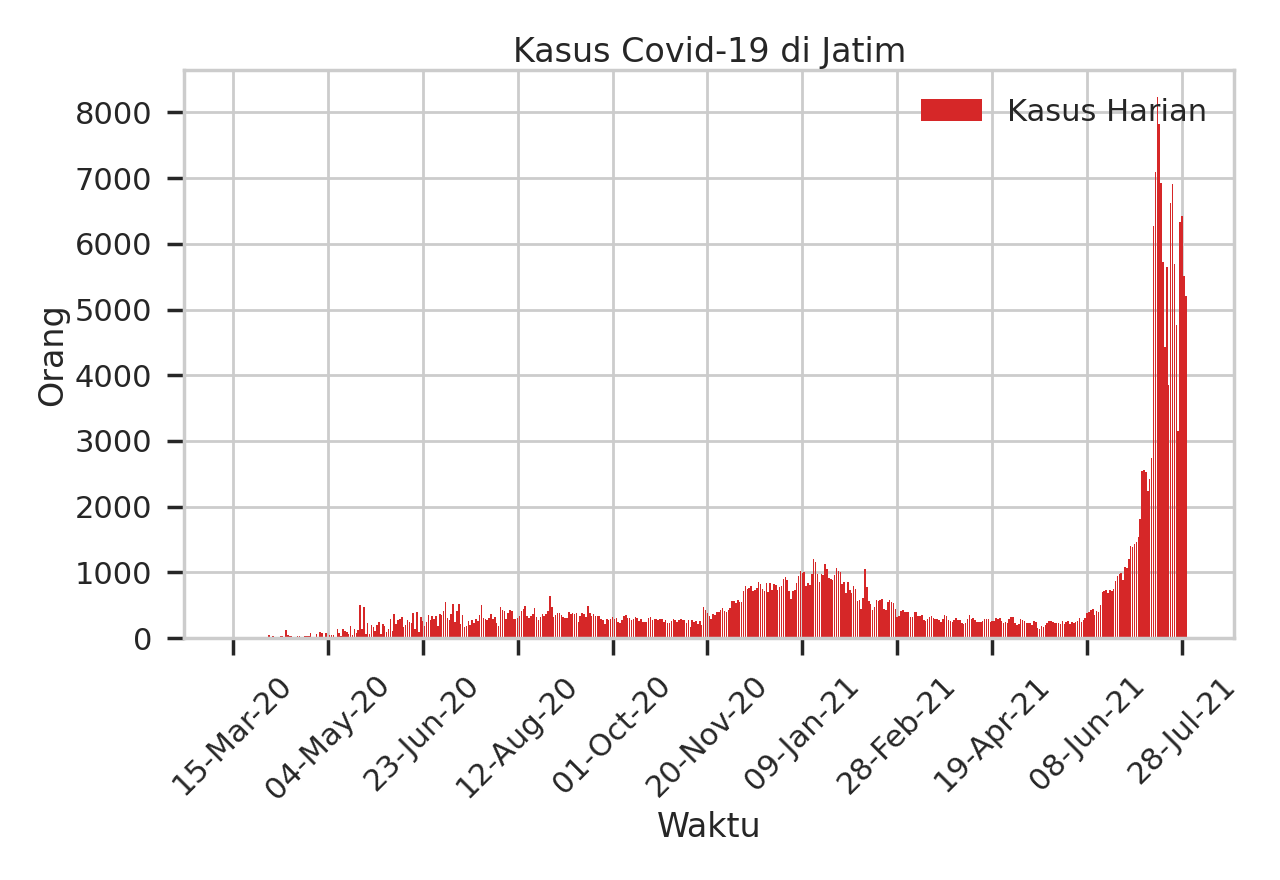 Kasus Covid-19 di Jatim
Kasus Harian
8000
7000
6000
5000
4000
3000
2000
1000
0
Orang
15-Mar-20
04-May-20
23-Jun-20
12-Aug-20
01-Oct-20
20-Nov-20
09-Jan-21
28-Feb-21
19-Apr-21
08-Jun-21
28-Jul-21
Waktu